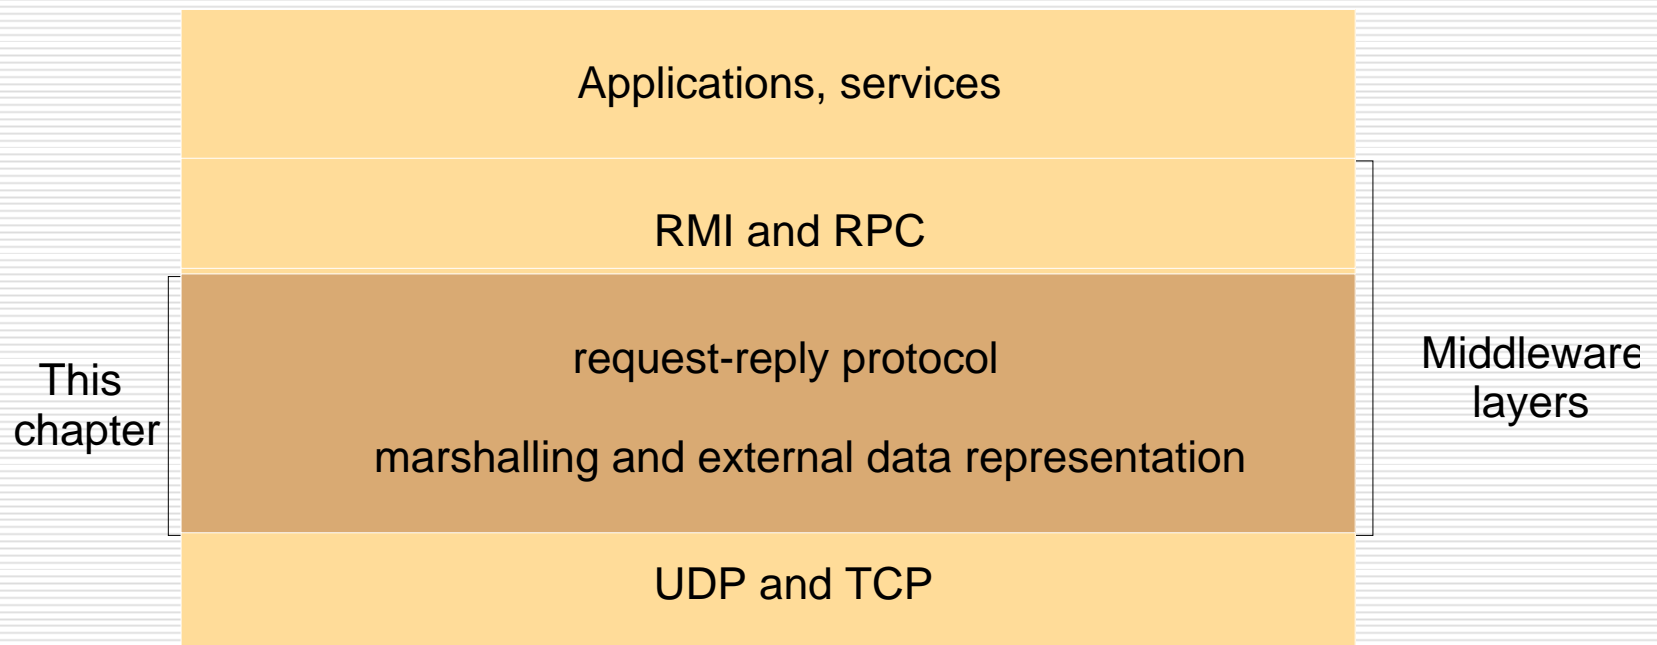 Applications, services
RMI and RPC
This
chapter
request-reply protocol
marshalling and external data representation
Middleware
layers
UDP and TCP